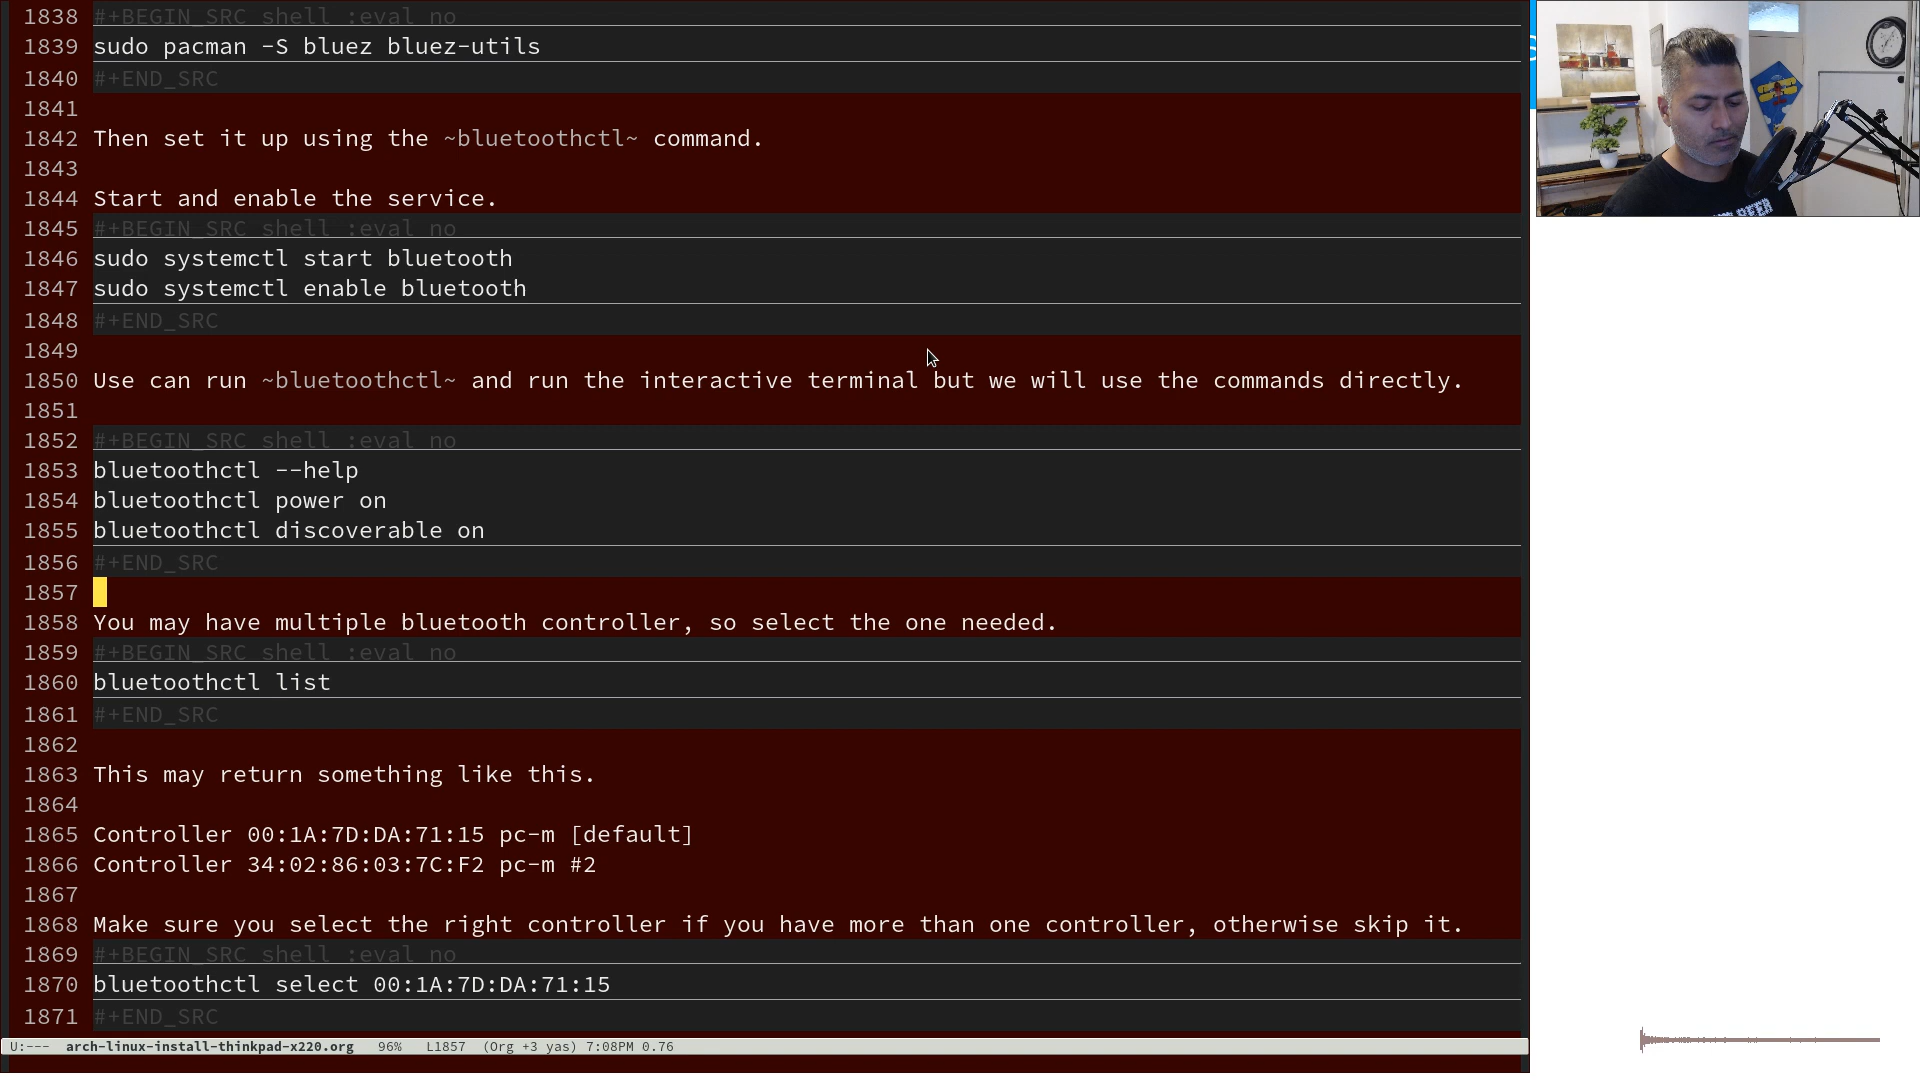 1838 #+BEGIN_SRC shell :eval no
1839 sudo pacman -S bluez bluez-utils
1840 #+END_SRC
1841
1842 Then set it up using the ~bluetoothctl~ command.
1843
1844 Start and enable the service.
1845 #+BEGIN_SRC shell :eval no
1846 sudo systemctl start bluetooth
1847 sudo systemctl enable bluetooth
1848 #+END_SRC
1849
1850 Use can run ~bluetoothctl~ and run the interactive terminal but we will use the commands directly.
1851
1852 #+BEGIN_SRC shell :eval no
1853 bluetoothctl --help
1854 bluetoothctl power on
1855 bluetoothctl discoverable on
1856 #+END_SRC
1857
1858 You may have multiple bluetooth controller, so select the one needed.
1859 #+BEGIN_SRC shell :eval no
1860 bluetoothctl list
1861 #+END_SRC
1862
1863 This may return something like this.
1864
1865 Controller 00:1A:7D:DA:71:15 pc-m [default]
1866 Controller 34:02:86:03:7C:F2 pc-m #2
1867
1868 Make sure you select the right controller if you have more than one controller, otherwise skip it.
1869 #+BEGIN_SRC shell :eval no
1870 bluetoothctl select 00:1A:7D:DA:71:15
1871 #+END_SRC
U:--- arch-linux-install-thinkpad-x220.org 96% L1857 (Org +3 yas) 7:08PM 0.76